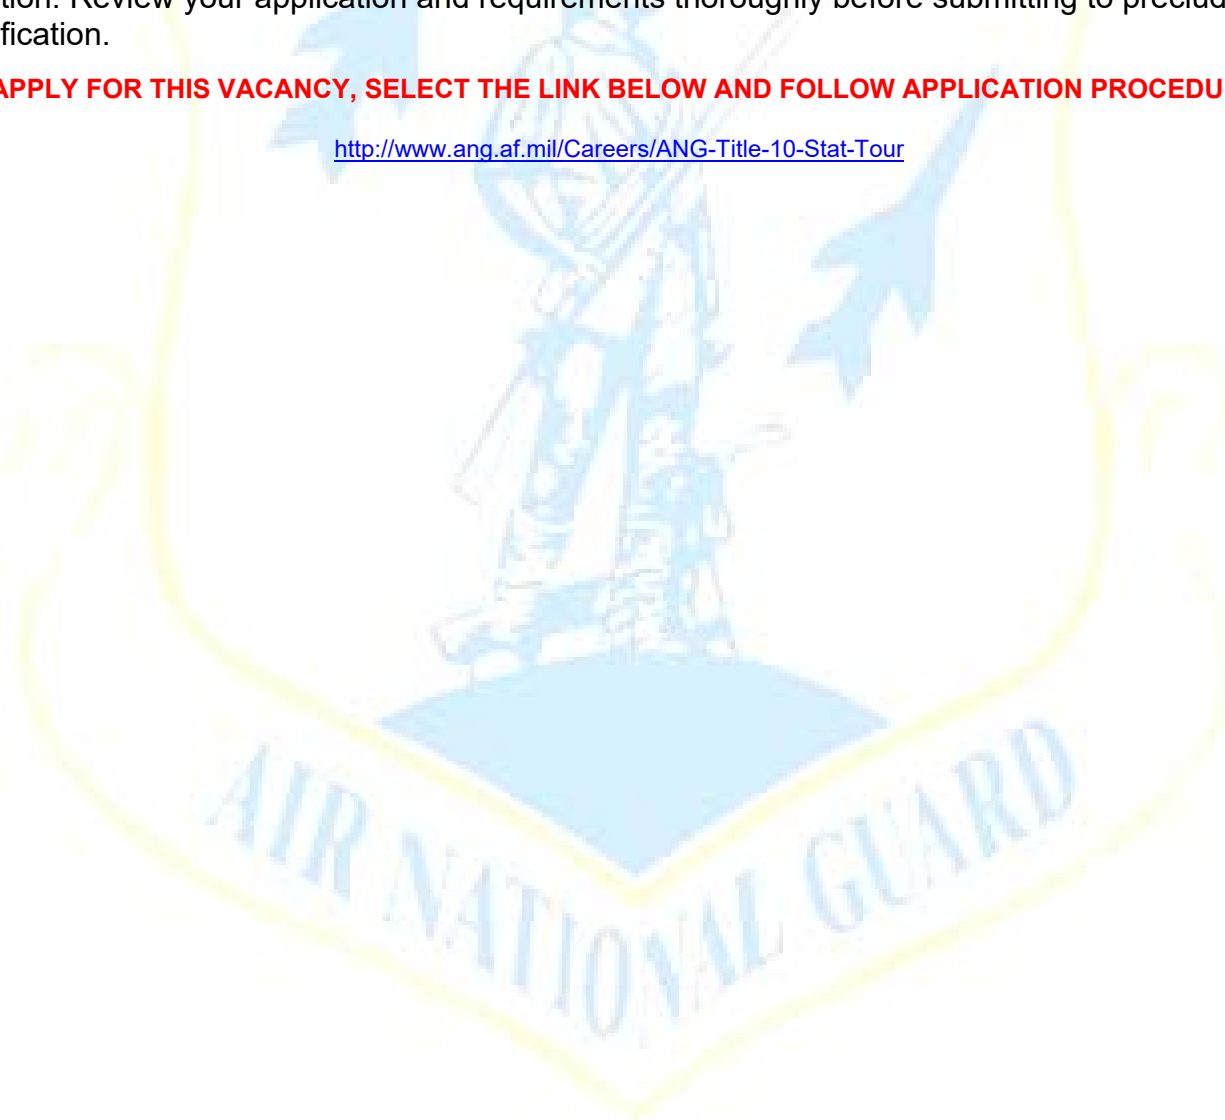 tion. Review your application and requirements thoroughly before submitting to preclud
fication.
APPLY FOR THIS VACANCY, SELECT THE LINK BELOW AND FOLLOW APPLICATION PROCEDU
http://www.ang.af.mil/Careers/ANG-Title-10-Stat-Tour
AIR NATIONAL GUARD